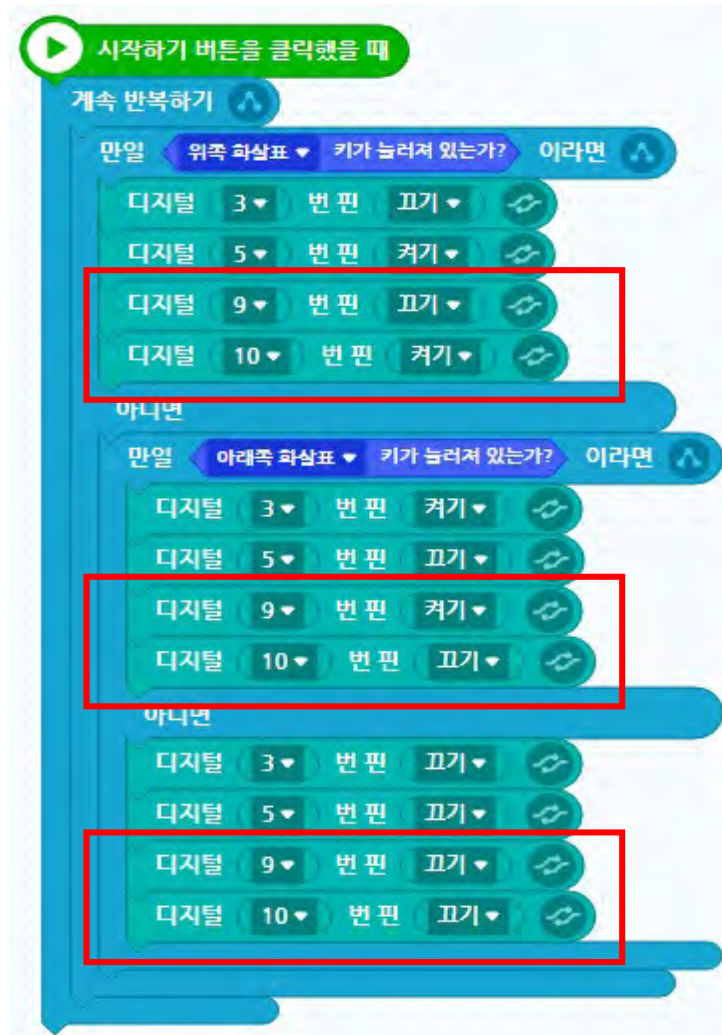 시작하기 버튼을 클릭했을 때
계속 반복하기
만일 위쪽 화살표 키가 눌러져 있는가? 이라면
디지털 3 번 핀 끄기
디지털 5 번 핀 켜기
디지털 9 번 핀 끄기
디지털 10 번 핀 켜기
아니면
만일 아래쪽 화살표 키가 눌러져 있는가? 이라면
디지털 3 번 핀 켜기
디지털 5 번 핀 끄기
디지털 9 번 핀 켜기
디지털 10 번 핀 끄기
아니면
디지털 3 번 핀 끄기
디지털 5 번 핀 끄기
디지털 9 번 핀 끄기
디지털 10 번 핀 끄기